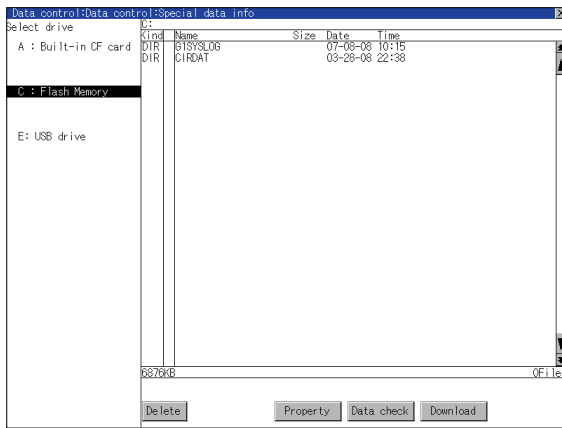 Data control:Data control:Special data info
Select drive
C:
Kind Name Size Date Time
A : Built-in CF card
DIR G1SYSLOG 07-08-08 10:15
DIR CIRDAT 03-28-08 22:38
C : Flash Memory
E: USB drive
6876KB 0File
Delete Property Data check Download